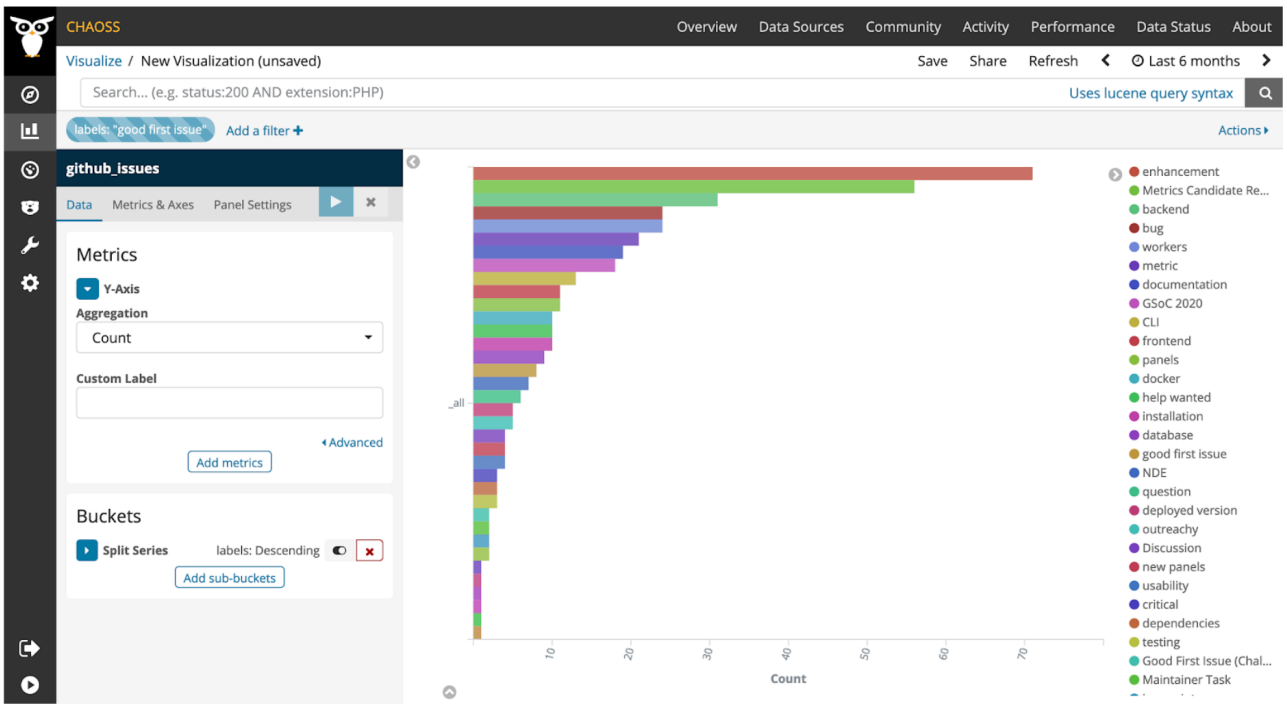 CHAOSS
Overview Data Sources Community Activity Performance Data Status About
Visualize / New Visualization (unsaved)
Save Share Refresh Last 6 months
Search... (e.g. status:200 AND extension:PHP)
Uses lucene query syntax
labels: "good first issue" Add a filter
Actions
github_issues
Data Metrics & Axes Panel Settings
Metrics
Y-Axis
Aggregation
Count
Custom Label
Advanced
Add metrics
Buckets
Split Series labels: Descending
Add sub-buckets
_all
10 20 30 40 50 60 70
Count
enhancement
Metrics Candidate Re...
backend
bug
workers
metric
documentation
GSoC 2020
CLI
frontend
panels
docker
help wanted
installation
database
good first issue
NDE
question
deployed version
outreachy
Discussion
new panels
usability
critical
dependencies
testing
Good First Issue (Chal...
Maintainer Task